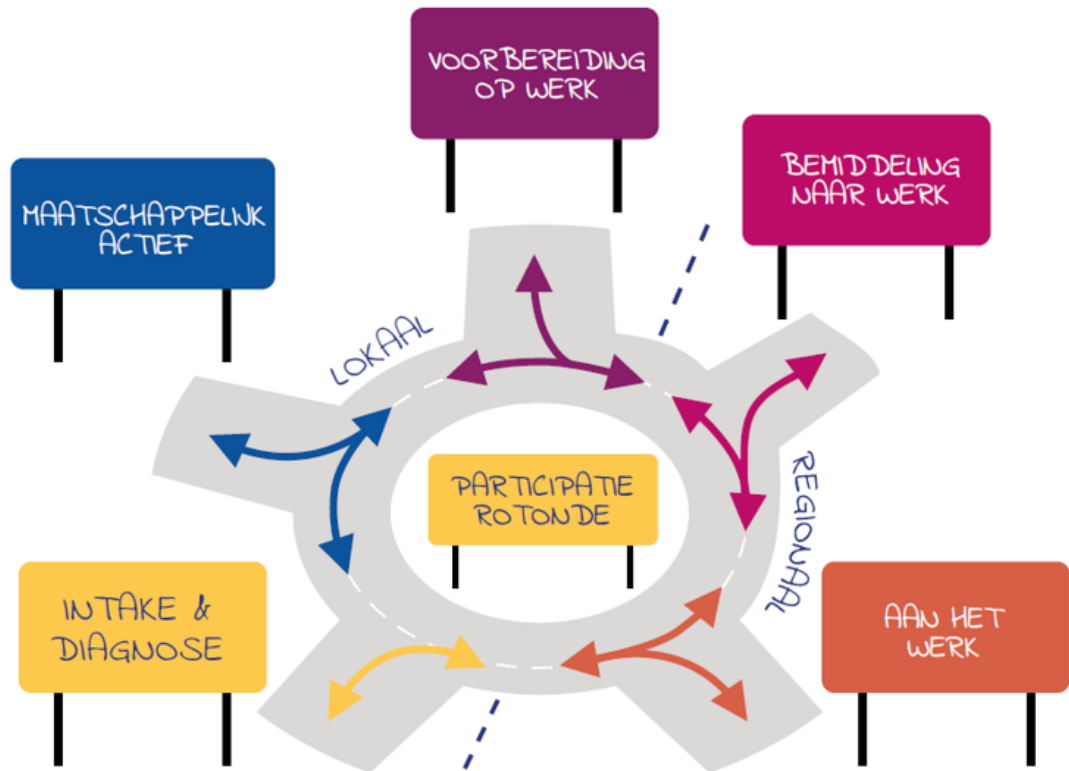 VOORBEREIDING
OP WERK
BEMIDDELING
NAAR WERK
MAATSCHAPPELIJK
ACTIEF
LOKAAL
PARTICIPATIE
ROTONDE
REGIONAAL
INTAKE &
DIAGNOSE
AAN HET
WERK